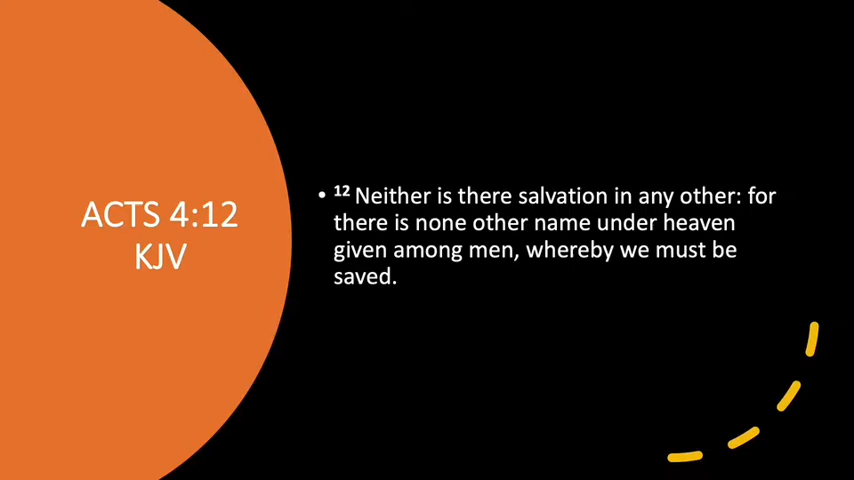 ACTS 4:12
KJV
• 12 Neither is there salvation in any other: for
there is none other name under heaven
given among men, whereby we must be
saved.